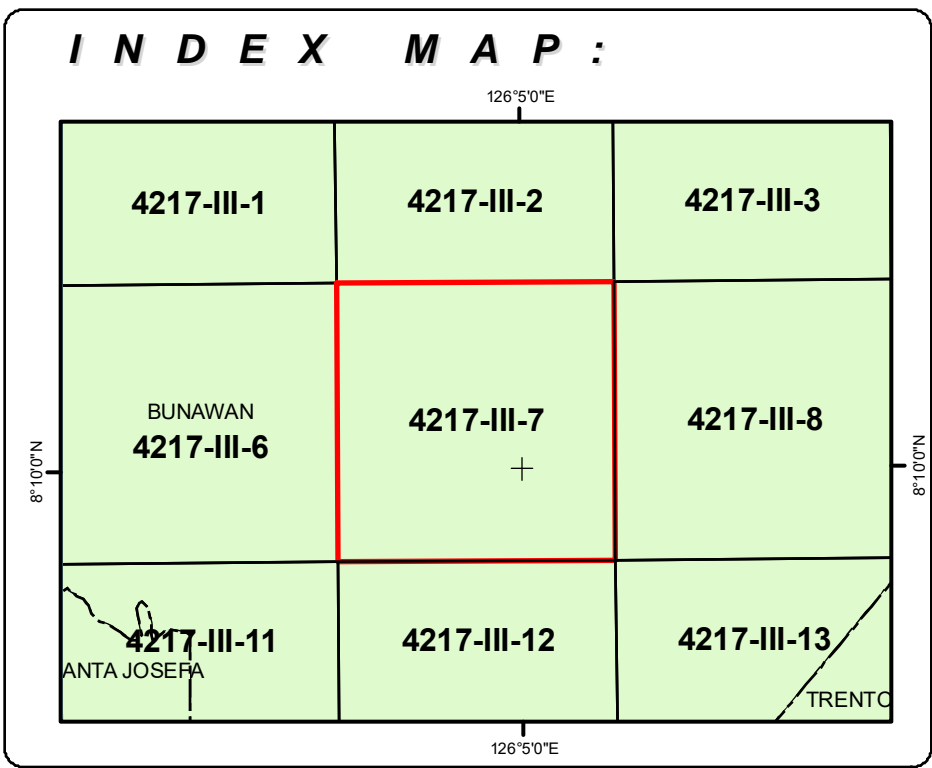 INDEX MAP:
126°5'0"E
4217-III-1 4217-III-2 4217-III-3
BUNAWAN
4217-III-6 4217-III-7 4217-III-8
8°10'0"N 8°10'0"N
4217-III-11 4217-III-12 4217-III-13
ANTA JOSEFA
TRENTO
126°5'0"E